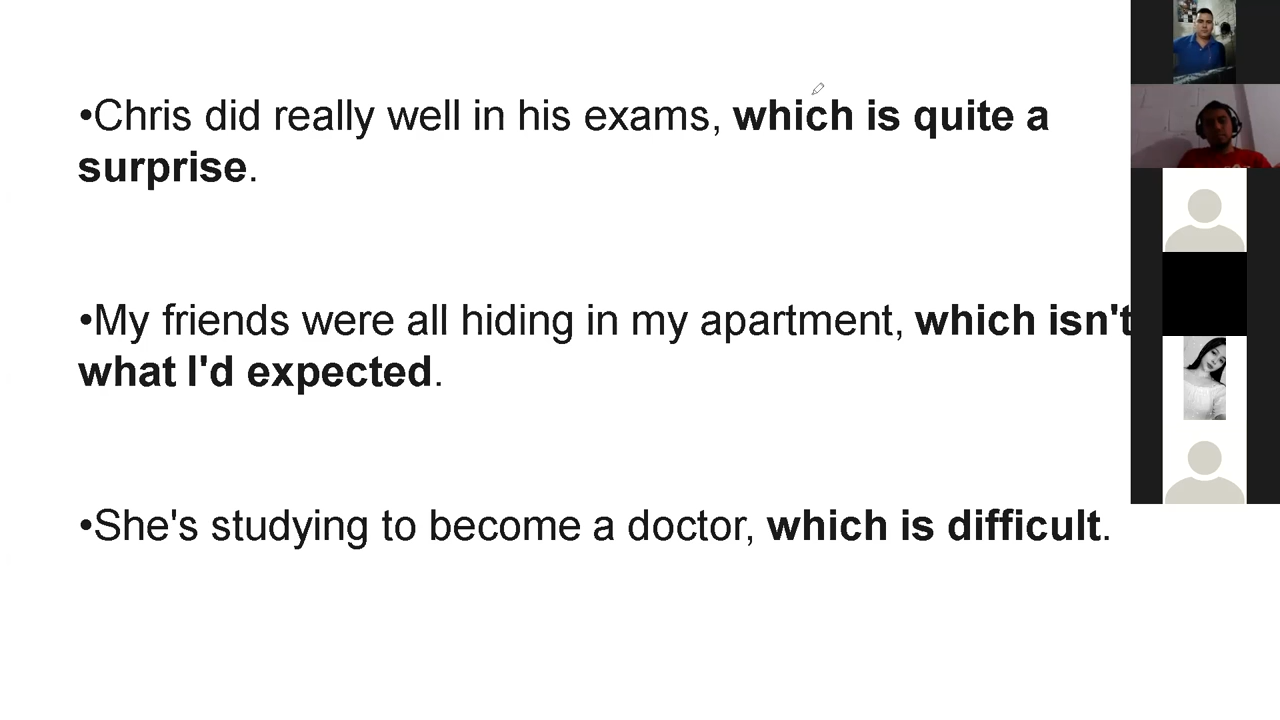 •Chris did really well in his exams, which is quite a
surprise.
•My friends were all hiding in my apartment, which isn't
what I'd expected.
•She's studying to become a doctor, which is difficult.